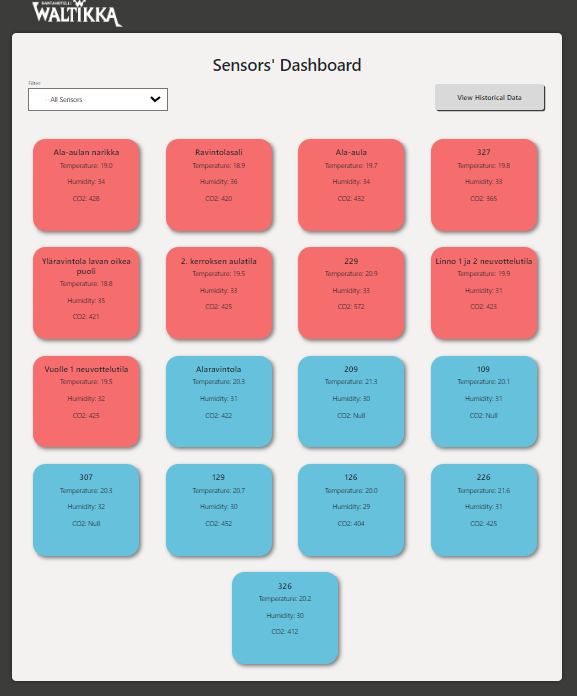 RANTAHOTELLI
WALTIKKA
Sensors' Dashboard
Filter:
--All Sensors--
View Historical Data
Ala-aulan narikka
Temperature: 19.0
Humidity: 34
CO2: 428
Ravintolasali
Temperature: 18.9
Humidity: 36
CO2: 420
Ala-aula
Temperature: 19.7
Humidity: 34
CO2: 432
327
Temperature: 19.8
Humidity: 33
CO2: 365
Yläravintola lavan oikea
puoli
Temperature: 18.8
Humidity: 35
CO2: 421
2. kerroksen aulatila
Temperature: 19.5
Humidity: 33
CO2: 425
229
Temperature: 20.9
Humidity: 33
CO2: 572
Linno 1 ja 2 neuvottelutila
Temperature: 19.9
Humidity: 31
CO2: 423
Vuolle 1 neuvottelutila
Temperature: 19.5
Humidity: 32
CO2: 425
Alaravintola
Temperature: 20.3
Humidity: 31
CO2: 422
209
Temperature: 21.3
Humidity: 30
CO2: Null
109
Temperature: 20.1
Humidity: 31
CO2: Null
307
Temperature: 20.3
Humidity: 32
CO2: Null
129
Temperature: 20.7
Humidity: 30
CO2: 452
126
Temperature: 20.0
Humidity: 29
CO2: 404
226
Temperature: 21.6
Humidity: 31
CO2: 425
326
Temperature: 20.2
Humidity: 30
CO2: 412